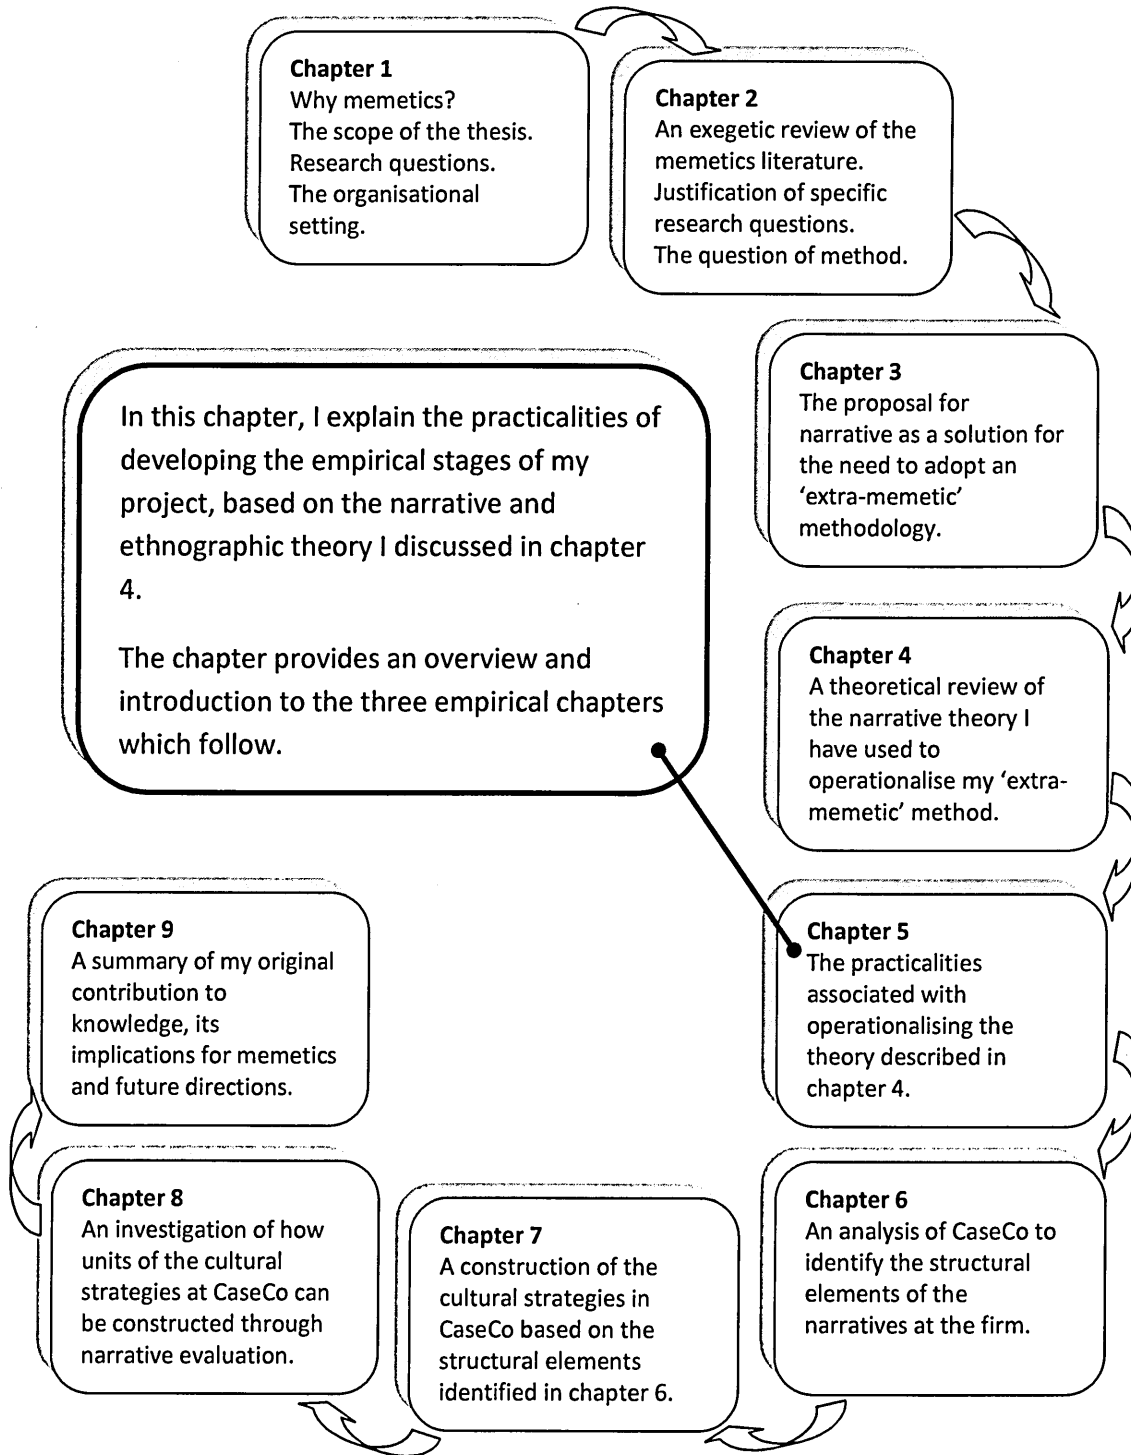 Chapter 1
Why memetics?
The scope of the thesis.
Research questions.
The organisational
setting.
Chapter 2
An exegetic review of the
memetics literature.
Justification of specific
research questions.
The question of method.
Chapter 3
The proposal for
narrative as a solution for
the need to adopt an
‘extra-memetic’
methodology.
In this chapter, I explain the practicalities of
developing the empirical stages of my
project, based on the narrative and
ethnographic theory I discussed in chapter
4.
The chapter provides an overview and
introduction to the three empirical chapters
which follow.
Chapter 4
A theoretical review of
the narrative theory I
have used to
operationalise my ‘extra-
memetic’ method.
Chapter 5
The practicalities
associated with
operationalising the
theory described in
chapter 4.
Chapter 6
An analysis of CaseCo to
identify the structural
elements of the
narratives at the firm.
Chapter 7
A construction of the
cultural strategies in
CaseCo based on the
structural elements
identified in chapter 6.
Chapter 8
An investigation of how
units of the cultural
strategies at CaseCo can
be constructed through
narrative evaluation.
Chapter 9
A summary of my original
contribution to
knowledge, its
implications for memetics
and future directions.